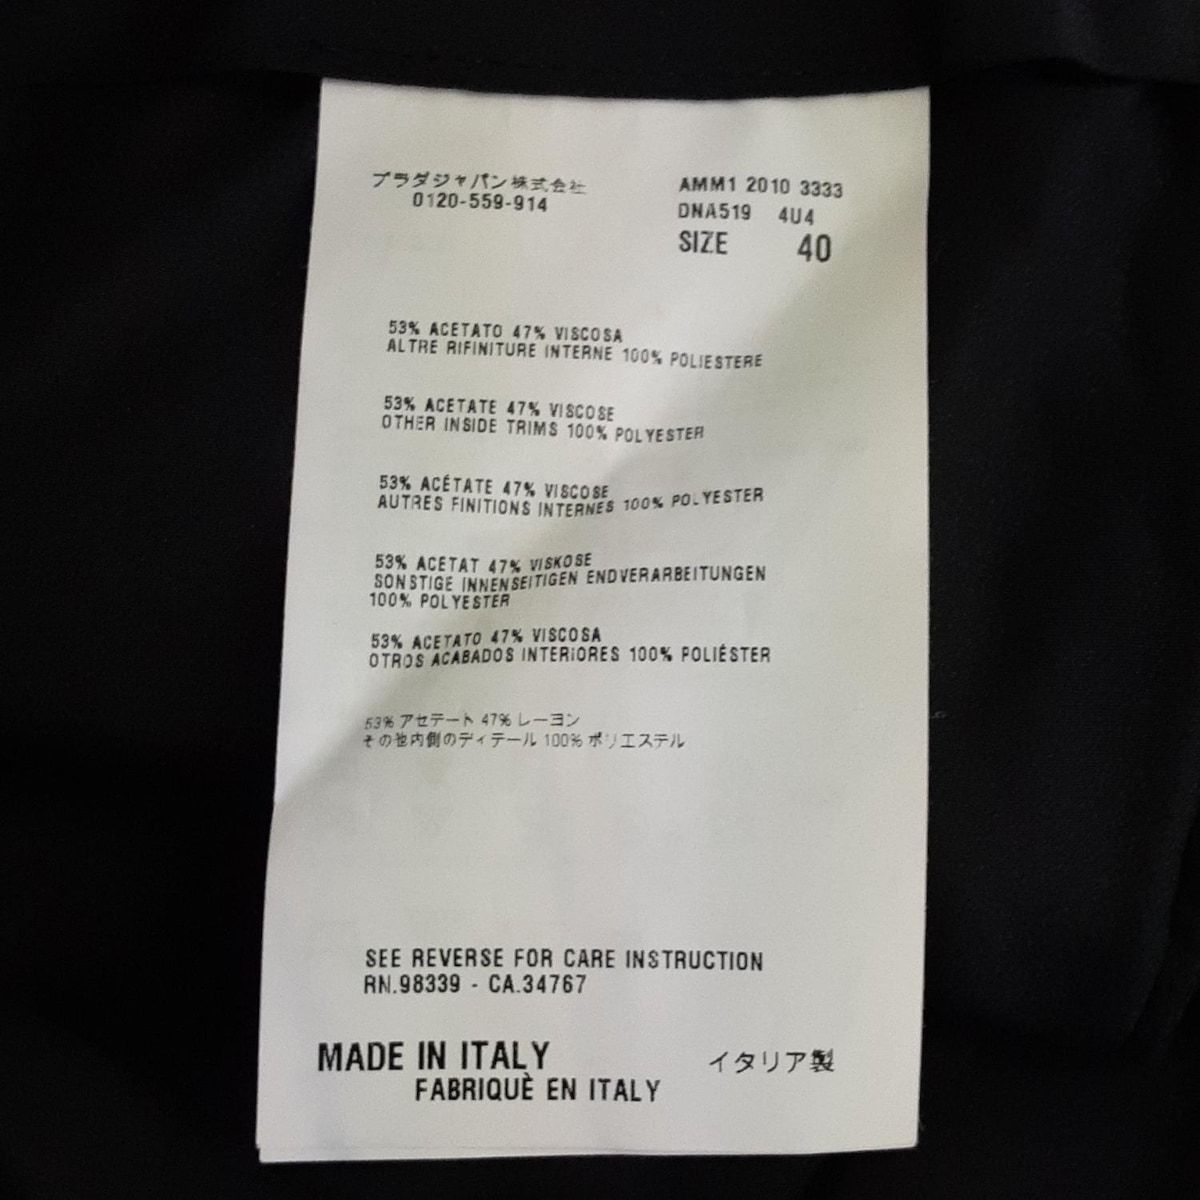 プラダジャパン株式会社
0120-559-914
AMM1 2010 3333
DNA519 4U4
SIZE 40
53% ACETATO 47% VISCOSA
ALTRE RIFINITURE INTERNE 100% POLIESTERE
53% ACETATE 47% VISCOSE
OTHER INSIDE TRIMS 100% POLYESTER
53% ACÉTATE 47% VISCOSE
AUTRES FINITIONS INTERNES 100% POLYESTER
53% ACETAT 47% VISKOSE
SONSTIGE INNENSEITIGEN ENDVERARBEITUNGEN
100% POLYESTER
53% ACETATO 47% VISCOSA
OTROS ACABADOS INTERIORES 100% POLIÉSTER
53% アセテート 47% レーヨン
その他内側のディテール 100% ポリエステル
SEE REVERSE FOR CARE INSTRUCTION
RN.98339 - CA.34767
MADE IN ITALY
FABRIQUÈ EN ITALY
イタリア製